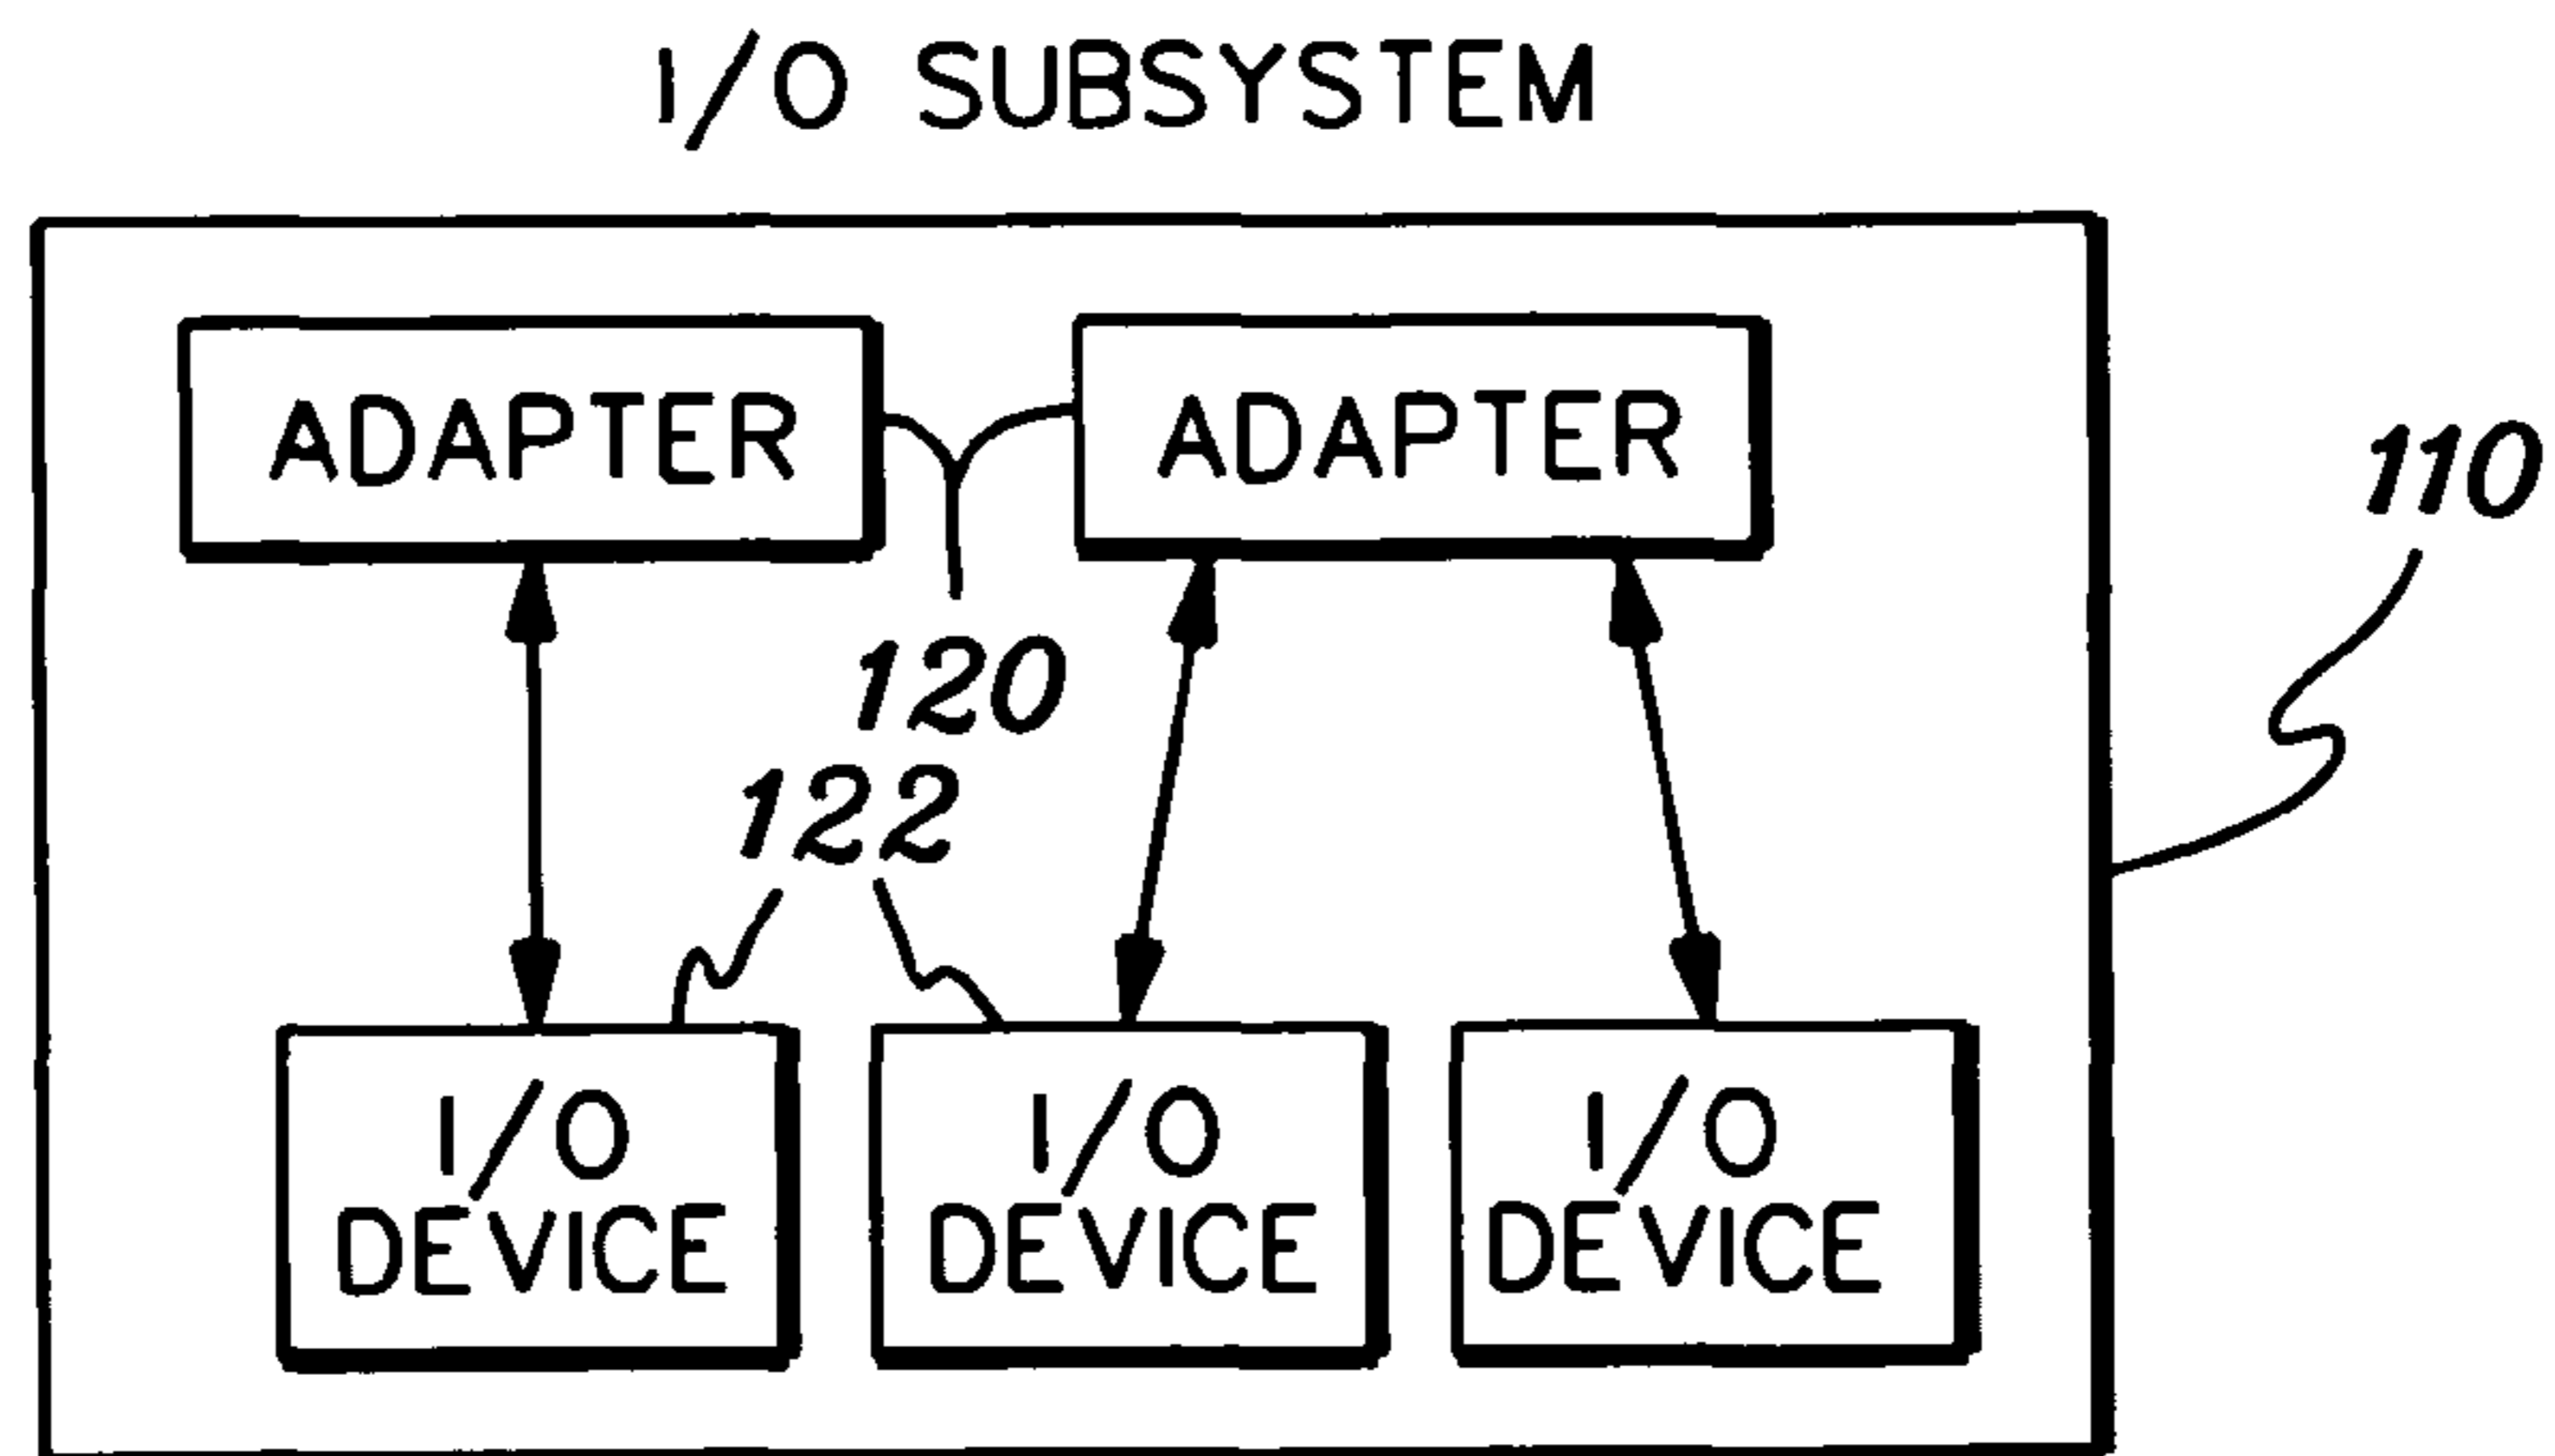 I/O SUBSYSTEM
ADAPTER
ADAPTER
110
120
122
I/O
DEVICE
I/O
DEVICE
I/O
DEVICE